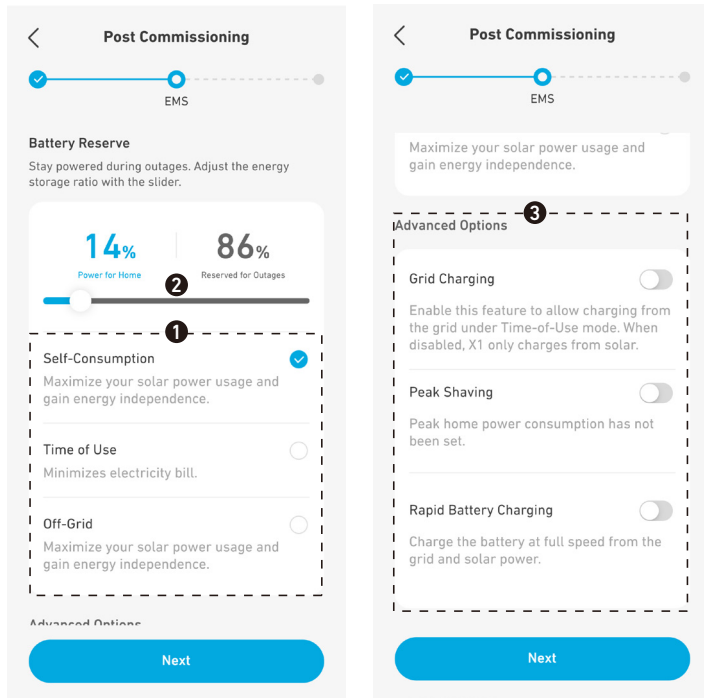 Post Commissioning
EMS
Battery Reserve
Stay powered during outages. Adjust the energy
storage ratio with the slider.
14%
86%
Power for Home
Reserved for Outages
2
1
Self-Consumption
Maximize your solar power usage and
gain energy independence.
Time of Use
Minimizes electricity bill.
Off-Grid
Maximize your solar power usage and
gain energy independence.
Advanced Options
Next
Post Commissioning
EMS
Maximize your solar power usage and
gain energy independence.
3
Advanced Options
Grid Charging
Enable this feature to allow charging from
the grid under Time-of-Use mode. When
disabled, X1 only charges from solar.
Peak Shaving
Peak home power consumption has not
been set.
Rapid Battery Charging
Charge the battery at full speed from the
grid and solar power.
Next